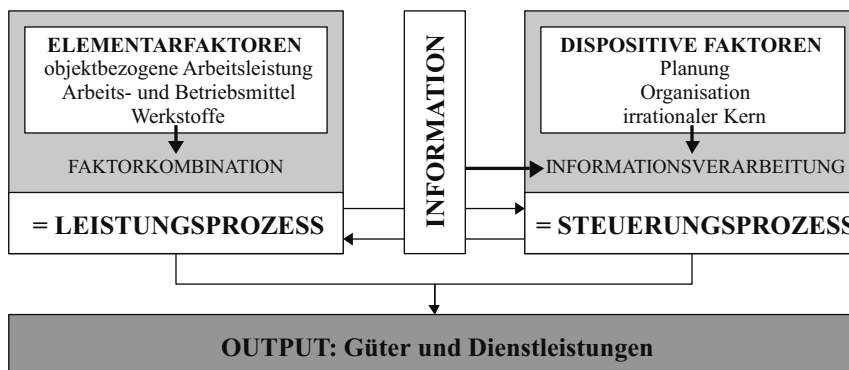 ELEMENTARFAKTOREN
objektbezogene Arbeitsleistung
Arbeits- und Betriebsmittel
Werkstoffe
FAKTORKOMBINATION
= LEISTUNGSPROZESS
INFORMATION
DISPOSITIVE FAKTOREN
Planung
Organisation
irrationaler Kern
INFORMATIONSVERARBEITUNG
= STEUERUNGSPROZESS
OUTPUT: Güter und Dienstleistungen